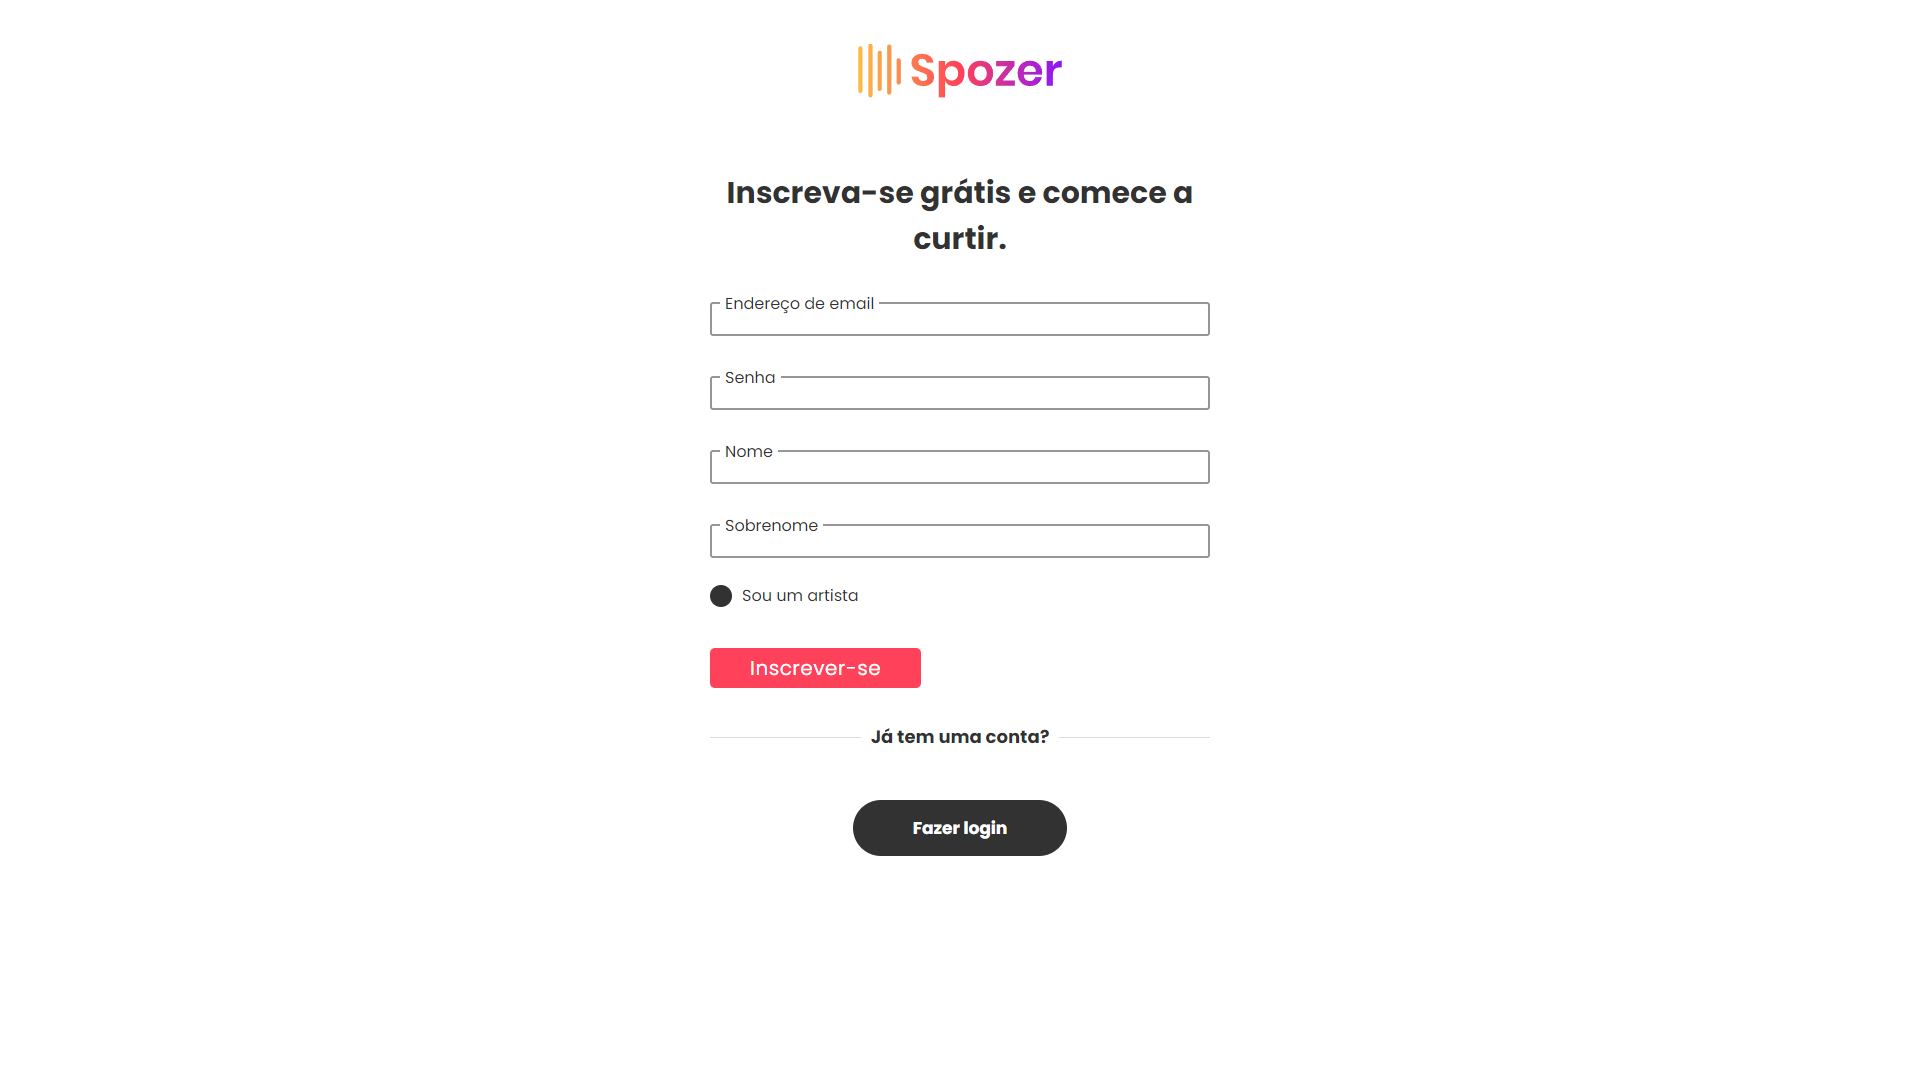 Spozer
Inscreva-se grátis e comece a
curtir.
Endereço de email
Senha
Nome
Sobrenome
Sou um artista
Inscrever-se
Já tem uma conta?
Fazer login